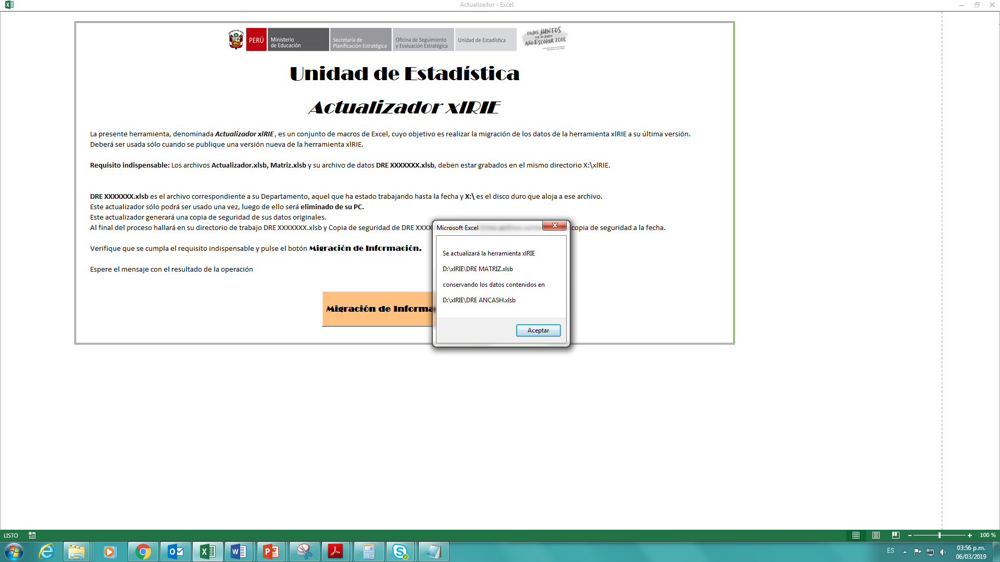 Actualizador - Excel
PERÚ
Ministerio
de Educación
Secretaría de
Planificación Estratégica
Oficina de Seguimiento
y Evaluación Estratégica
Unidad de Estadística
TODOS JUNTOS
POR UN BUEN
AÑO ESCOLAR 2018
Unidad de Estadística
Actualizador xlRIE
La presente herramienta, denominada Actualizador xlRIE, es un conjunto de macros de Excel, cuyo objetivo es realizar la migración de los datos de la herramienta xlRIE a su última versión.
Deberá ser usada sólo cuando se publique una versión nueva de la herramienta xlRIE.
Requisito indispensable: Los archivos Actualizador.xlsb, Matriz.xlsb y su archivo de datos DRE XXXXXXX.xlsb, deben estar grabados en el mismo directorio X:\xlRIE.
DRE XXXXXXX.xlsb es el archivo correspondiente a su Departamento, aquel que ha estado trabajando hasta la fecha y X:\ es el disco duro que aloja a ese archivo.
Este actualizador sólo podrá ser usado una vez, luego de ello será eliminado de su PC.
Este actualizador generará una copia de seguridad de sus datos originales.
Al final del proceso hallará en su directorio de trabajo DRE XXXXXXX.xlsb y Copia de seguridad de DRE XXXX copia de seguridad a la fecha.
Verifique que se cumpla el requisito indispensable y pulse el botón Migración de Información.
Espere el mensaje con el resultado de la operación
Migración de Informa
Microsoft Excel
Se actualizará la herramienta xlRIE
D:\xlRIE\DRE MATRIZ.xlsb
conservando los datos contenidos en
D:\xlRIE\DRE ANCASH.xlsb
Aceptar
LISTO
100 %
ES
03:56 p.m.
06/03/2019